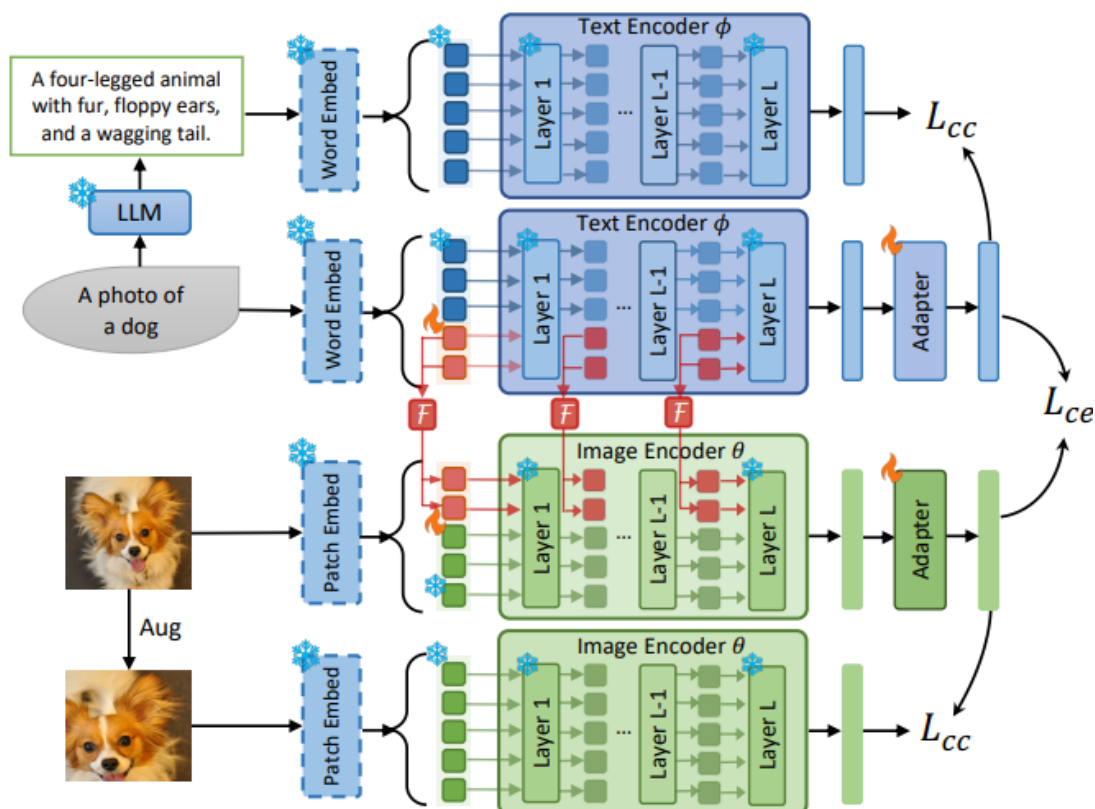 Text Encoder ϕ
A four-legged animal
with fur, floppy ears,
and a wagging tail.
Word Embed
Layer 1
...
Layer L-1
Layer L
L_cc
LLM
Text Encoder ϕ
A photo of
a dog
Word Embed
Layer 1
...
Layer L-1
Layer L
Adapter
L_ce
F
F
F
Image Encoder θ
Patch Embed
Layer 1
...
Layer L-1
Layer L
Adapter
Aug
Image Encoder θ
Patch Embed
Layer 1
...
Layer L-1
Layer L
L_cc